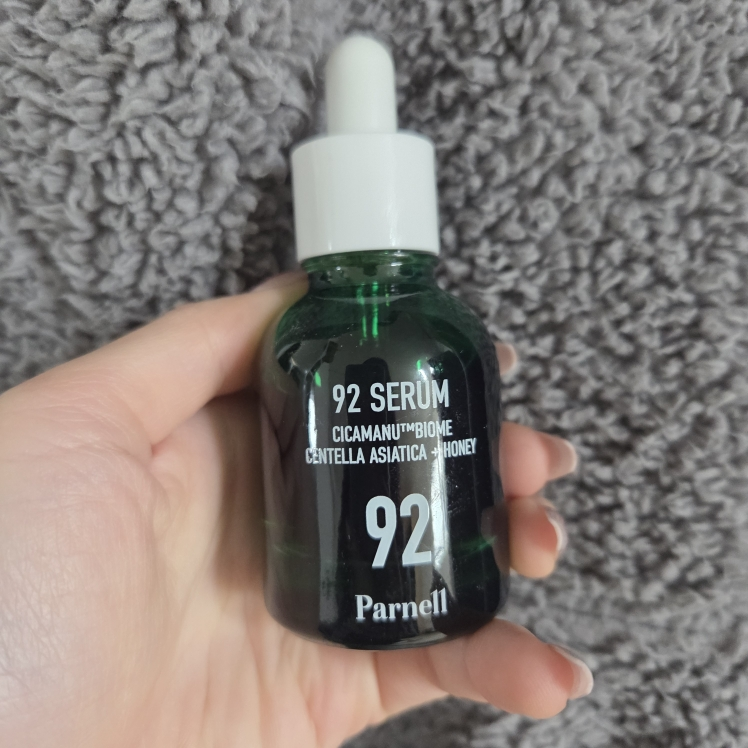 92 SERUM
CICAMANU™BIOME
CENTELLA ASIATICA + HONEY
92
Parnell